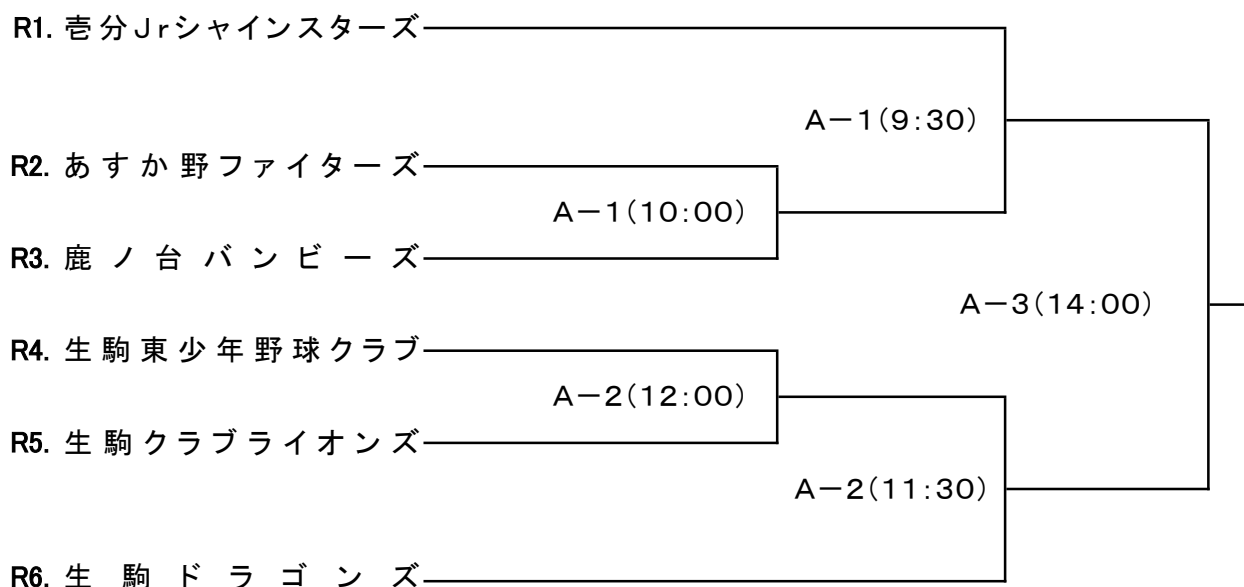 R1. 壱分Jrシャインスターズ
A-1(9:30)
R2. あすか野ファイターズ
A-1(10:00)
R3. 鹿ノ台バンビーズ
A-3(14:00)
R4. 生駒東少年野球クラブ
A-2(12:00)
R5. 生駒クラブライオンズ
A-2(11:30)
R6. 生駒ドラゴンズ